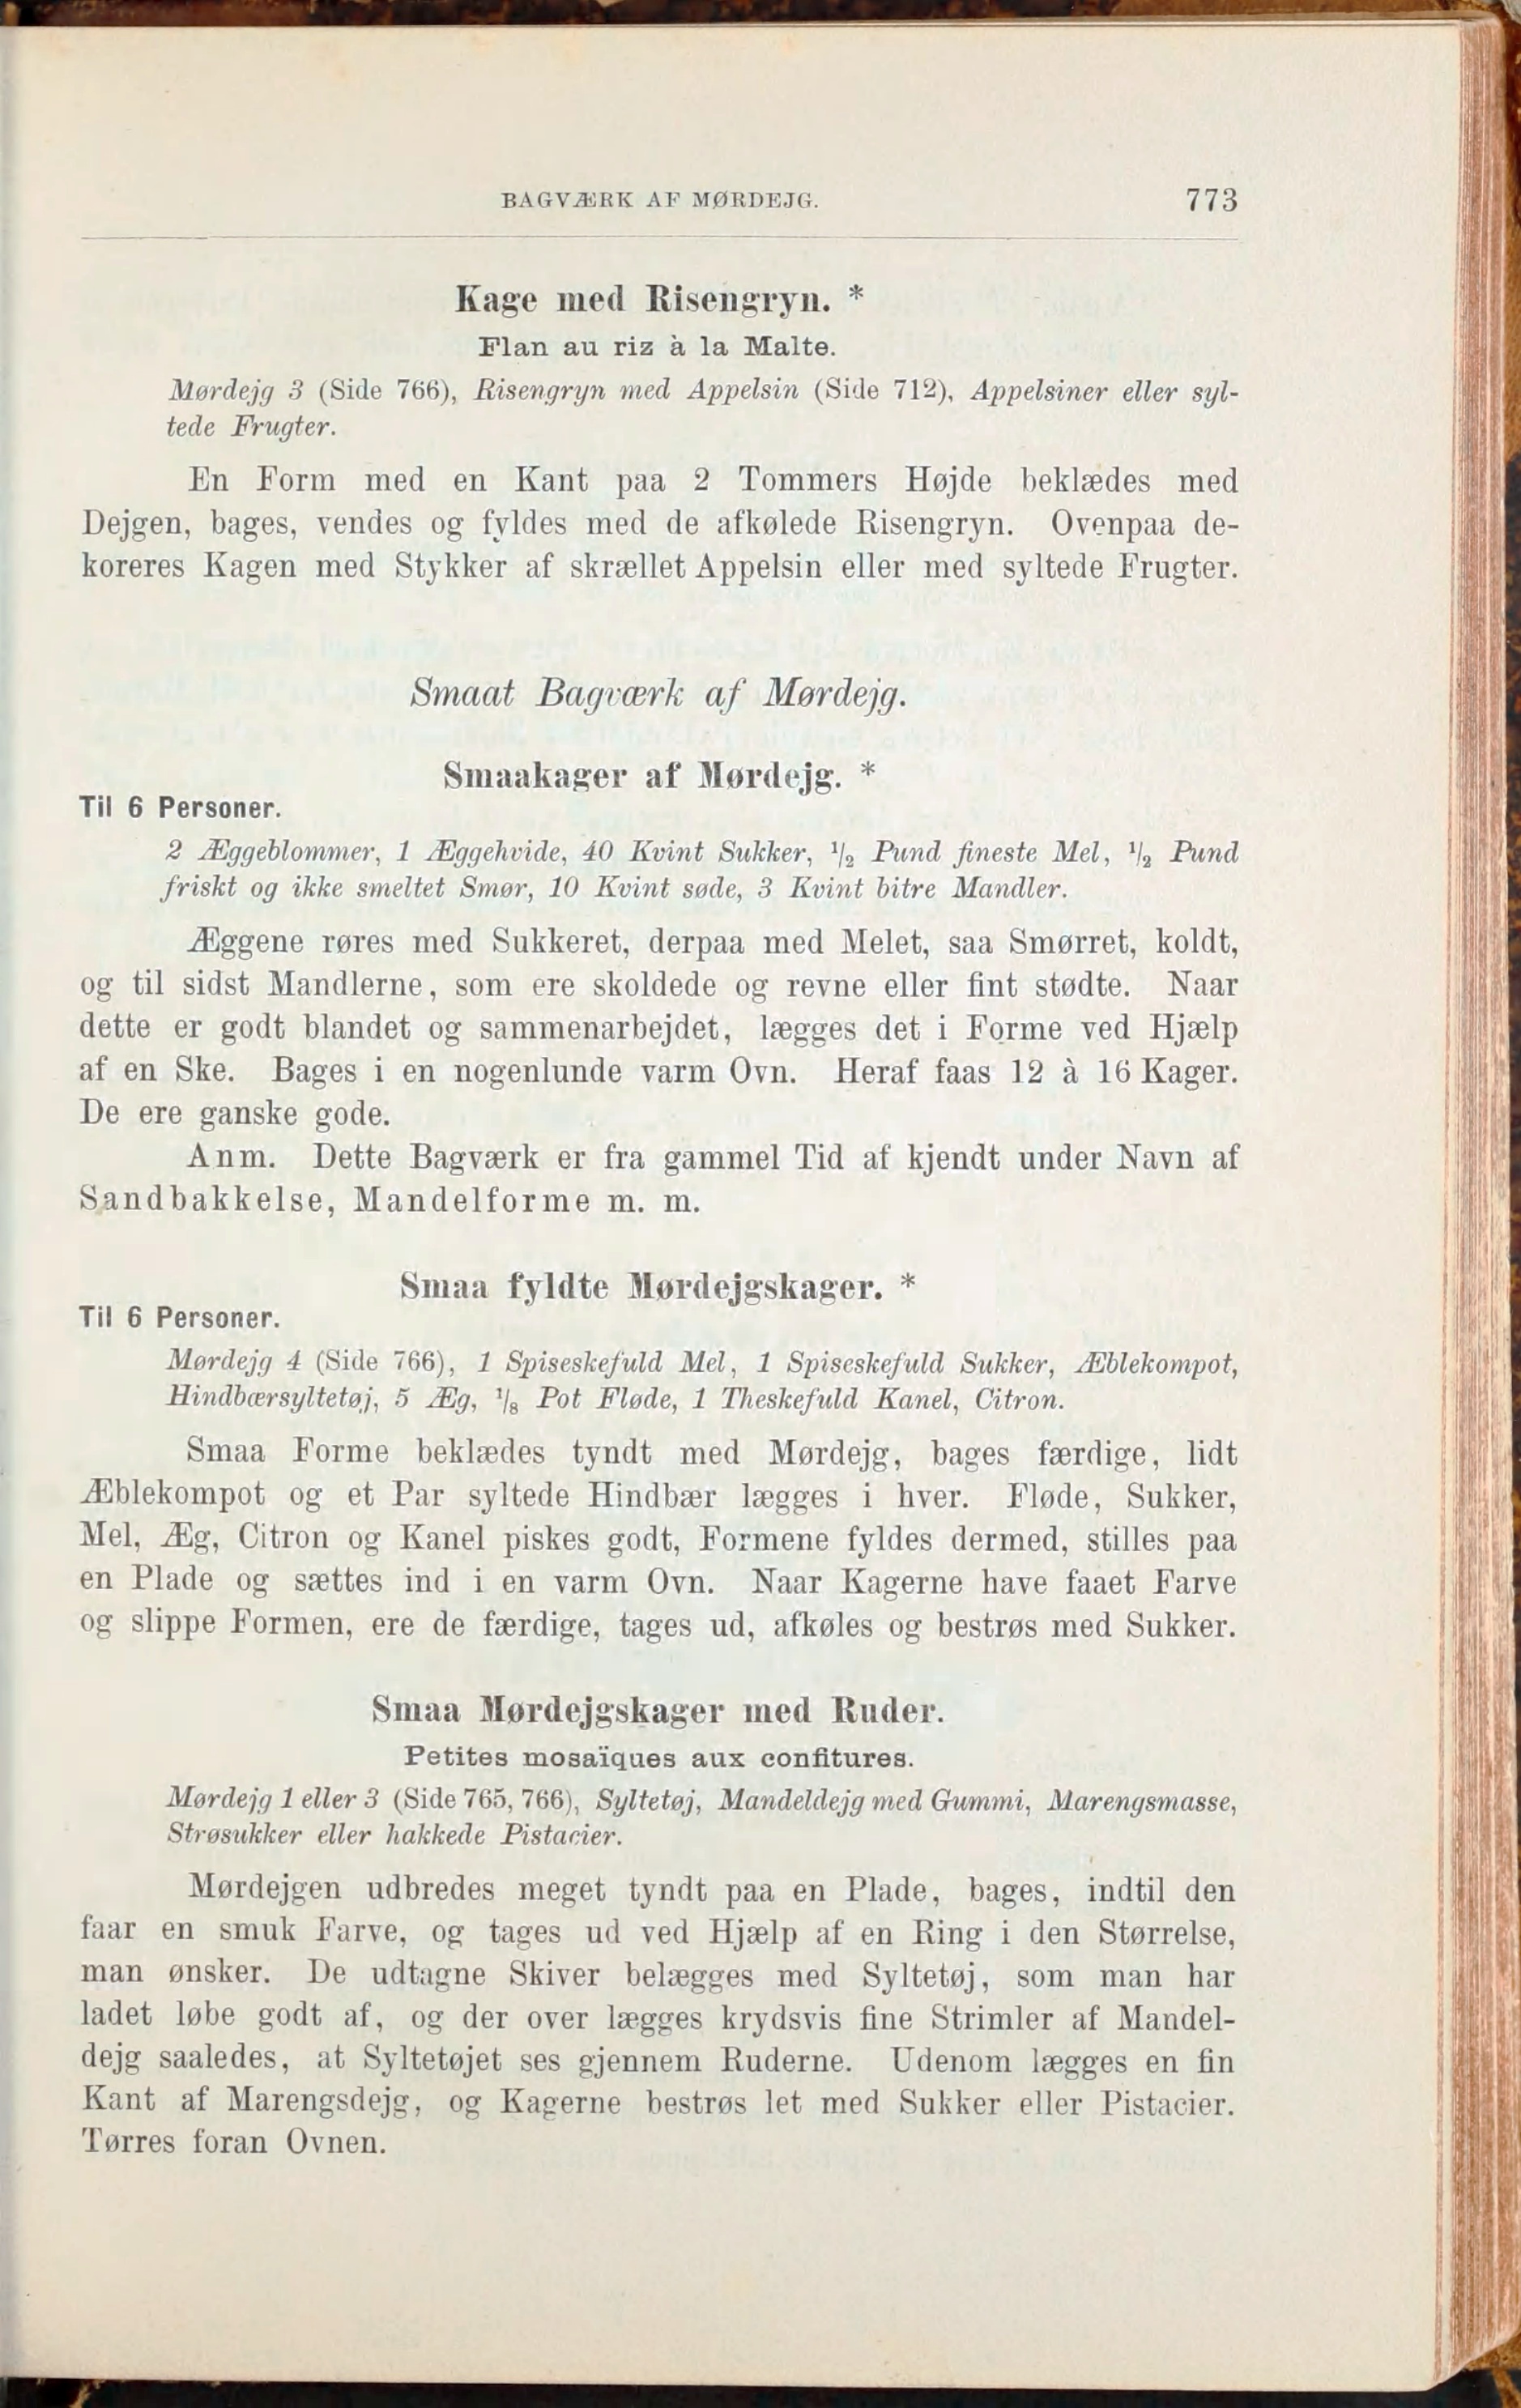 BAGVÆRK AF MØRDEJG. 773
Kage med Risengryn. *
Flan au riz à la Malte.
Mørdejg 3 (Side 766), Risengryn med Appelsin (Side 712), Appelsiner eller syl-
tede Frugter.
En Form med en Kant paa 2 Tommers Højde beklædes med
Dejgen, bages, vendes og fyldes med de afkølede Risengryn. Ovenpaa de-
koreres Kagen med Stykker af skrællet Appelsin eller med syltede Frugter.
Smaat Bagværk af Mørdejg.
Smaakager af Mørdejg. *
Til 6 Personer.
2 Æggeblommer, 1 Æggehvide, 40 Kvint Sukker, 1/2 Pund fineste Mel, 1/2 Pund
friskt og ikke smeltet Smør, 10 Kvint søde, 3 Kvint bitre Mandler.
Æggene røres med Sukkeret, derpaa med Melet, saa Smørret, koldt,
og til sidst Mandlerne, som ere skoldede og revne eller fint stødte. Naar
dette er godt blandet og sammenarbejdet, lægges det i Forme ved Hjælp
af en Ske. Bages i en nogenlunde varm Ovn. Heraf faas 12 à 16 Kager.
De ere ganske gode.
Anm. Dette Bagværk er fra gammel Tid af kjendt under Navn af
Sandbakkelse, Mandelforme m. m.
Smaa fyldte Mørdejgskager. *
Til 6 Personer.
Mørdejg 4 (Side 766), 1 Spiseskefuld Mel, 1 Spiseskefuld Sukker, Æblekompot,
Hindbærsyltetøj, 5 Æg, 1/8 Pot Fløde, 1 Theskefuld Kanel, Citron.
Smaa Forme beklædes tyndt med Mørdejg, bages færdige, lidt
Æblekompot og et Par syltede Hindbær lægges i hver. Fløde, Sukker,
Mel, Æg, Citron og Kanel piskes godt, Formene fyldes dermed, stilles paa
en Plade og sættes ind i en varm Ovn. Naar Kagerne have faaet Farve
og slippe Formen, ere de færdige, tages ud, afkøles og bestrøs med Sukker.
Smaa Mørdejgskager med Ruder.
Petites mosaïques aux confitures.
Mørdejg 1 eller 3 (Side 765, 766), Syltetøj, Mandeldejg med Gummi, Marengsmasse,
Strøsukker eller hakkede Pistacier.
Mørdejgen udbredes meget tyndt paa en Plade, bages, indtil den
faar en smuk Farve, og tages ud ved Hjælp af en Ring i den Størrelse,
man ønsker. De udtagne Skiver belægges med Syltetøj, som man har
ladet løbe godt af, og der over lægges krydsvis fine Strimler af Mandel-
dejg saaledes, at Syltetøjet ses gjennem Ruderne. Udenom lægges en fin
Kant af Marengsdejg, og Kagerne bestrøs let med Sukker eller Pistacier.
Tørres foran Ovnen.